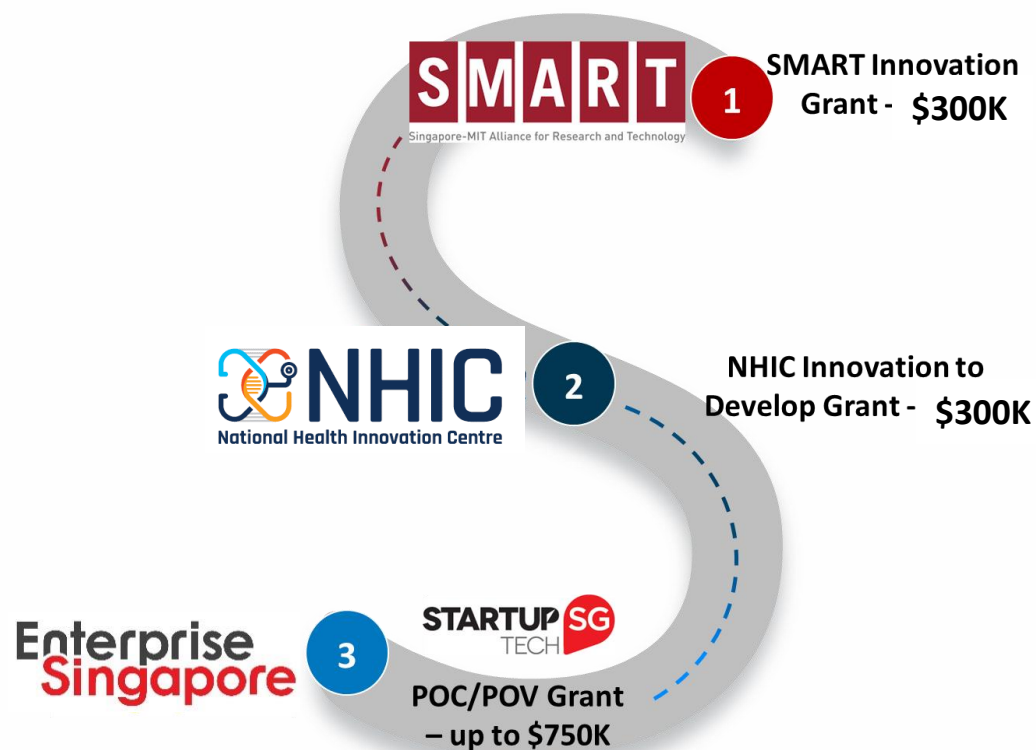 SMART
Singapore-MIT Alliance for Research and Technology
1
SMART Innovation
Grant - $300K
NHIC
National Health Innovation Centre
2
NHIC Innovation to
Develop Grant - $300K
Enterprise
Singapore
3
STARTUP SG
TECH
POC/POV Grant
– up to $750K